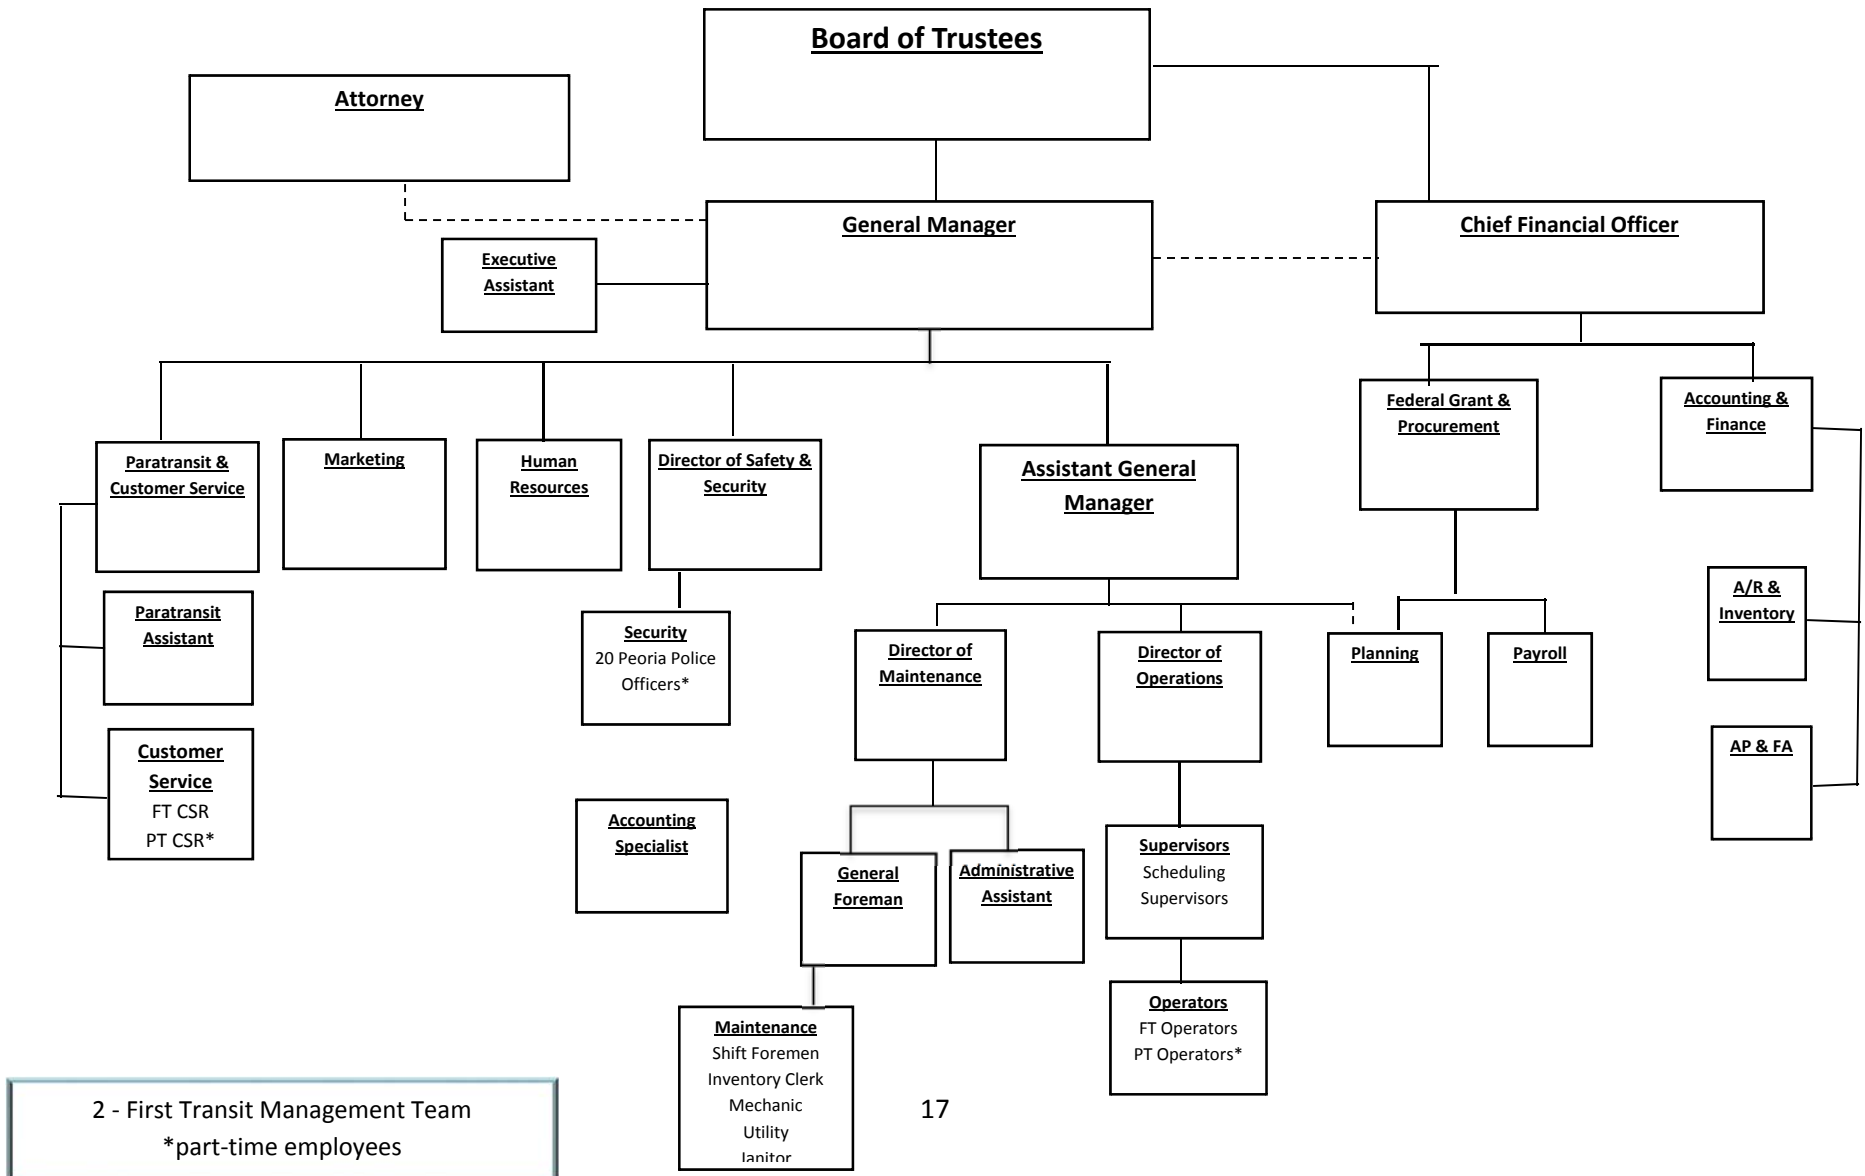 Board of Trustees
Attorney
General Manager
Chief Financial Officer
Executive
Assistant
Federal Grant &
Procurement
Accounting &
Finance
Paratransit &
Customer Service
Marketing
Human
Resources
Director of Safety &
Security
Assistant General
Manager
Paratransit
Assistant
Security
20 Peoria Police
Officers*
Director of
Maintenance
Director of
Operations
Planning
Payroll
A/R &
Inventory
Customer
Service
FT CSR
PT CSR*
AP & FA
Accounting
Specialist
General
Foreman
Administrative
Assistant
Supervisors
Scheduling
Supervisors
Maintenance
Shift Foremen
Inventory Clerk
Mechanic
Utility
Janitor
Operators
FT Operators
PT Operators*
2 - First Transit Management Team
*part-time employees
17